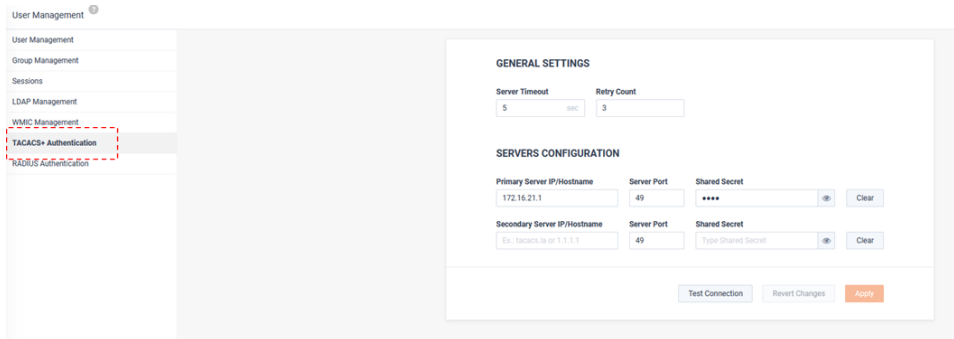 User Management ?
User Management
Group Management
Sessions
LDAP Management
WMIC Management
TACACS+ Authentication
RADIUS Authentication
GENERAL SETTINGS
Server Timeout Retry Count
5 sec 3
SERVERS CONFIGURATION
Primary Server IP/Hostname Server Port Shared Secret
172.16.21.1 49 •••• Clear
Secondary Server IP/Hostname Server Port Shared Secret
Ex.: tacacs.ia or 1.1.1.1 49 Type Shared Secret Clear
Test Connection Revert Changes Apply